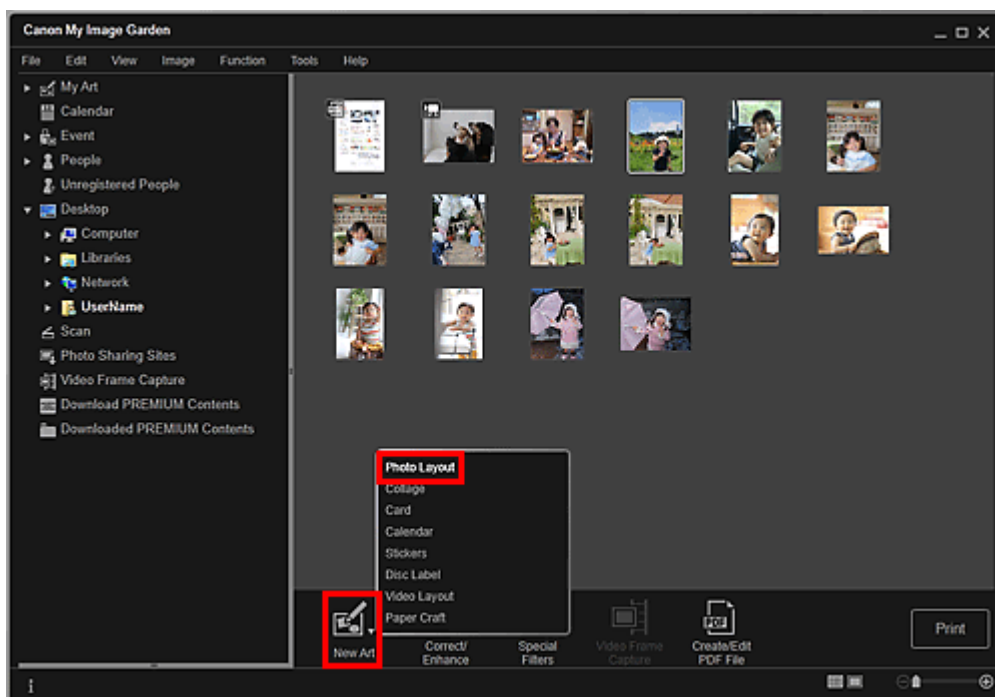 Canon My Image Garden
File Edit View Image Function Tools Help
My Art
Calendar
Event
People
Unregistered People
Desktop
Computer
Libraries
Network
UserName
Scan
Photo Sharing Sites
Video Frame Capture
Download PREMIUM Contents
Downloaded PREMIUM Contents
Photo Layout
Collage
Card
Calendar
Stickers
Disc Label
Video Layout
Paper Craft
New Art
Correct/
Enhance
Special
Filters
Video Frame
Capture
PDF
Create/Edit
PDF File
Print